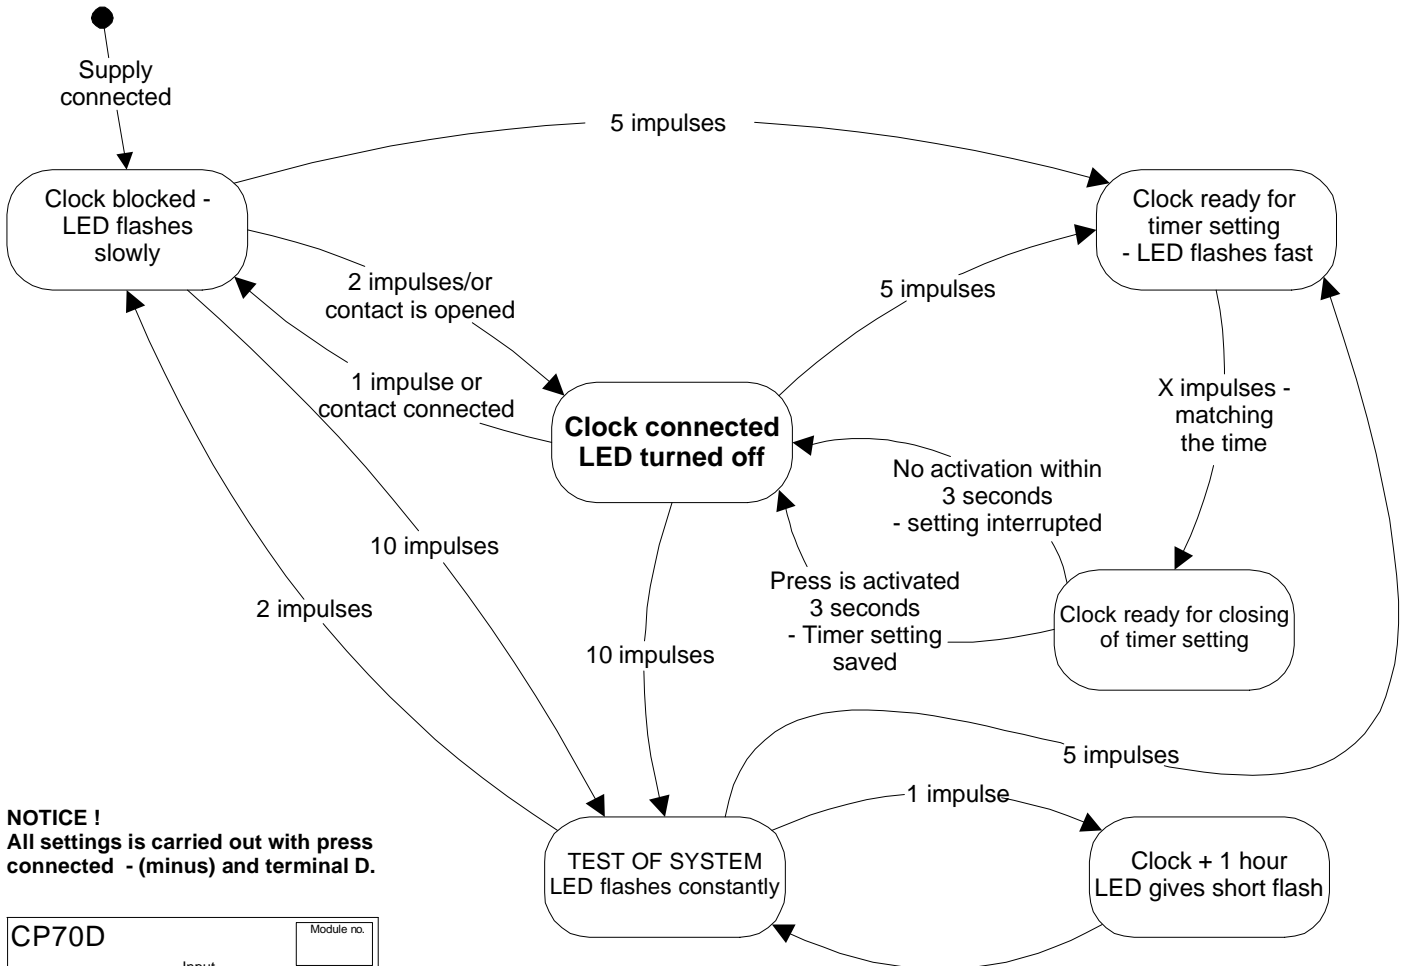 Supply
connected
5 impulses
Clock blocked -
LED flashes
slowly
Clock ready for
timer setting
- LED flashes fast
2 impulses/or
contact is opened
5 impulses
1 impulse or
contact connected
X impulses -
matching
the time
Clock connected
LED turned off
No activation within
3 seconds
- setting interrupted
10 impulses
Press is activated
3 seconds
- Timer setting
saved
Clock ready for closing
of timer setting
2 impulses
10 impulses
5 impulses
1 impulse
NOTICE !
All settings is carried out with press
connected - (minus) and terminal D.
TEST OF SYSTEM
LED flashes constantly
Clock + 1 hour
LED gives short flash
CP70D
Module no.
Input